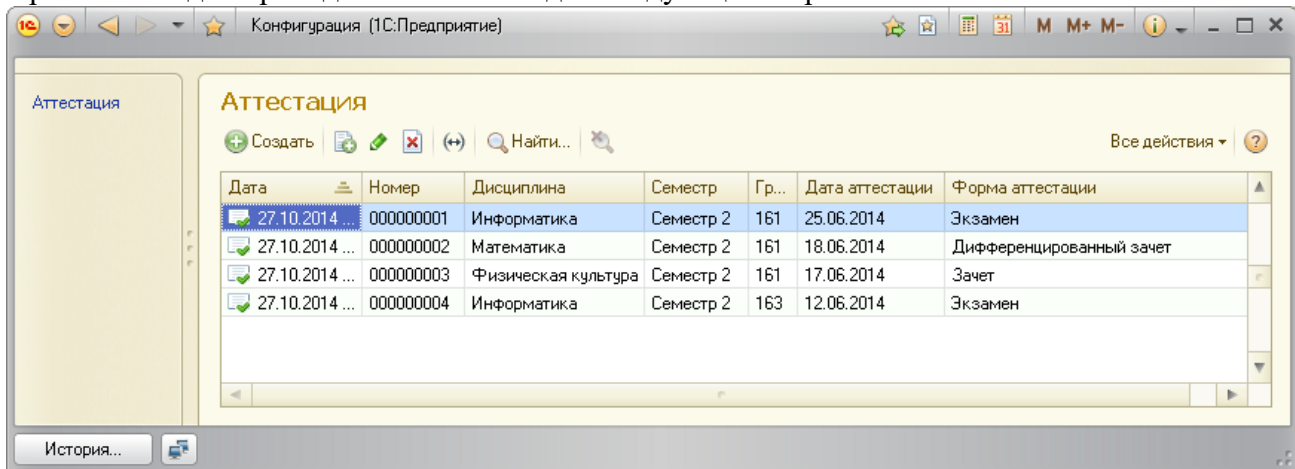 Конфигурация (1С:Предприятие)
31 M M+ M-
Аттестация
Аттестация
Создать Найти... Все действия
Дата Номер Дисциплина Семестр Гр... Дата аттестации Форма аттестации
27.10.2014 ... 000000001 Информатика Семестр 2 161 25.06.2014 Экзамен
27.10.2014 ... 000000002 Математика Семестр 2 161 18.06.2014 Дифференцированный зачет
27.10.2014 ... 000000003 Физическая культура Семестр 2 161 17.06.2014 Зачет
27.10.2014 ... 000000004 Информатика Семестр 2 163 12.06.2014 Экзамен
История...